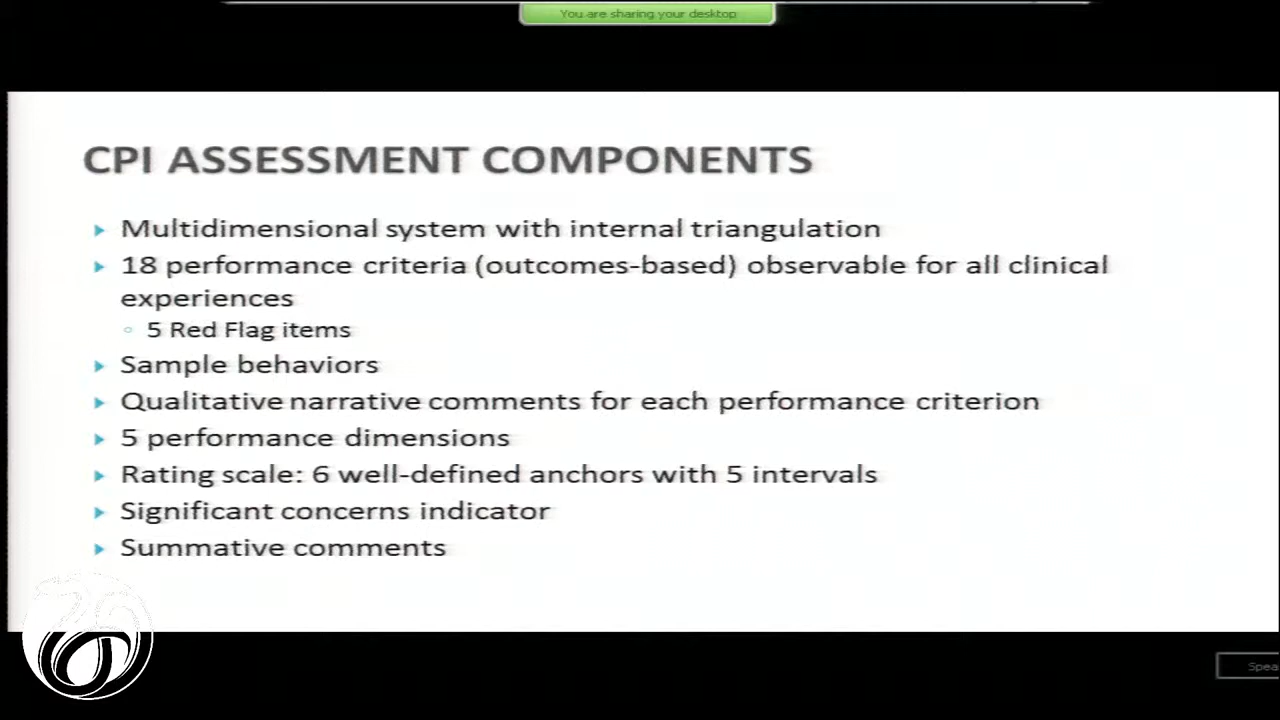 You are sharing your desktop
CPI ASSESSMENT COMPONENTS
Multidimensional system with internal triangulation
18 performance criteria (outcomes-based) observable for all clinical
experiences
5 Red Flag items
Sample behaviors
Qualitative narrative comments for each performance criterion
5 performance dimensions
Rating scale: 6 well-defined anchors with 5 intervals
Significant concerns indicator
Summative comments